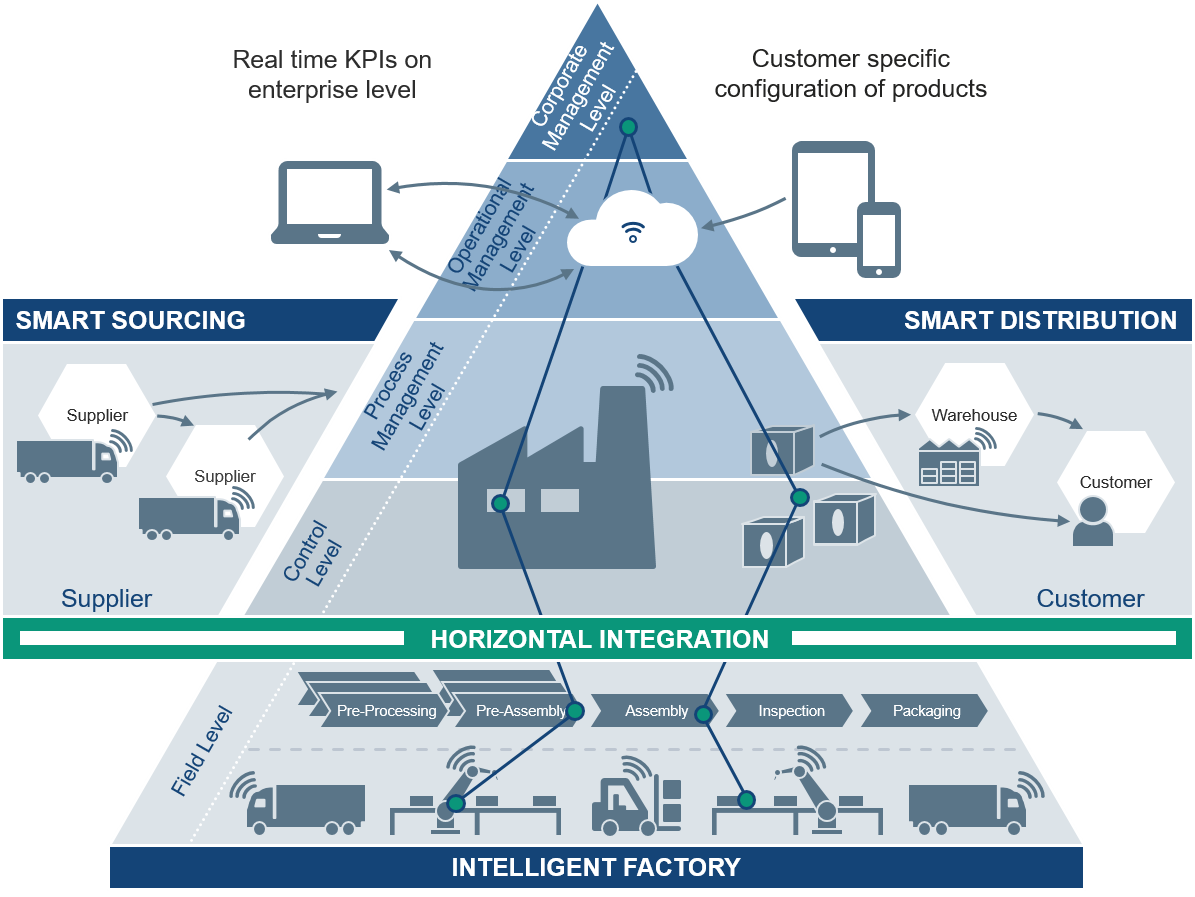 Real time KPIs on
enterprise level
Customer specific
configuration of products
Corporate
Management
Level
Operational
Management
Level
SMART SOURCING
SMART DISTRIBUTION
Process
Management
Level
Supplier
Supplier
Warehouse
Customer
Control
Level
Supplier
Customer
HORIZONTAL INTEGRATION
Field Level
Pre-Processing
Pre-Assembly
Assembly
Inspection
Packaging
INTELLIGENT FACTORY